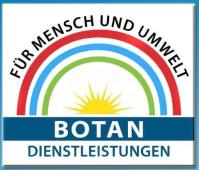 FÜR MENSCH UND UMWELT
BOTAN
DIENSTLEISTUNGEN